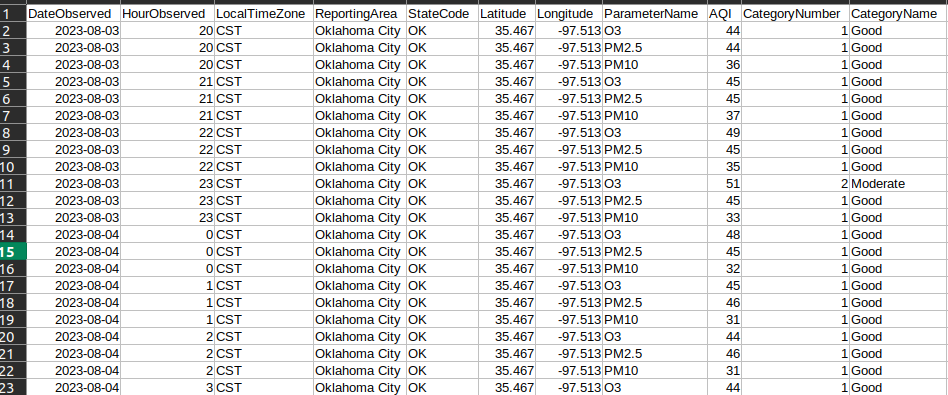 1 DateObserved HourObserved LocalTimeZone ReportingArea StateCode Latitude Longitude ParameterName AQI CategoryNumber CategoryName
2 2023-08-03 20 CST Oklahoma City OK 35.467 -97.513 O3 44 1 Good
3 2023-08-03 20 CST Oklahoma City OK 35.467 -97.513 PM2.5 44 1 Good
4 2023-08-03 20 CST Oklahoma City OK 35.467 -97.513 PM10 36 1 Good
5 2023-08-03 21 CST Oklahoma City OK 35.467 -97.513 O3 45 1 Good
6 2023-08-03 21 CST Oklahoma City OK 35.467 -97.513 PM2.5 45 1 Good
7 2023-08-03 21 CST Oklahoma City OK 35.467 -97.513 PM10 37 1 Good
8 2023-08-03 22 CST Oklahoma City OK 35.467 -97.513 O3 49 1 Good
9 2023-08-03 22 CST Oklahoma City OK 35.467 -97.513 PM2.5 45 1 Good
10 2023-08-03 22 CST Oklahoma City OK 35.467 -97.513 PM10 35 1 Good
11 2023-08-03 23 CST Oklahoma City OK 35.467 -97.513 O3 51 2 Moderate
12 2023-08-03 23 CST Oklahoma City OK 35.467 -97.513 PM2.5 45 1 Good
13 2023-08-03 23 CST Oklahoma City OK 35.467 -97.513 PM10 33 1 Good
14 2023-08-04 0 CST Oklahoma City OK 35.467 -97.513 O3 48 1 Good
15 2023-08-04 0 CST Oklahoma City OK 35.467 -97.513 PM2.5 45 1 Good
16 2023-08-04 0 CST Oklahoma City OK 35.467 -97.513 PM10 32 1 Good
17 2023-08-04 1 CST Oklahoma City OK 35.467 -97.513 O3 45 1 Good
18 2023-08-04 1 CST Oklahoma City OK 35.467 -97.513 PM2.5 46 1 Good
19 2023-08-04 1 CST Oklahoma City OK 35.467 -97.513 PM10 31 1 Good
20 2023-08-04 2 CST Oklahoma City OK 35.467 -97.513 O3 44 1 Good
21 2023-08-04 2 CST Oklahoma City OK 35.467 -97.513 PM2.5 46 1 Good
22 2023-08-04 2 CST Oklahoma City OK 35.467 -97.513 PM10 31 1 Good
23 2023-08-04 3 CST Oklahoma City OK 35.467 -97.513 O3 44 1 Good